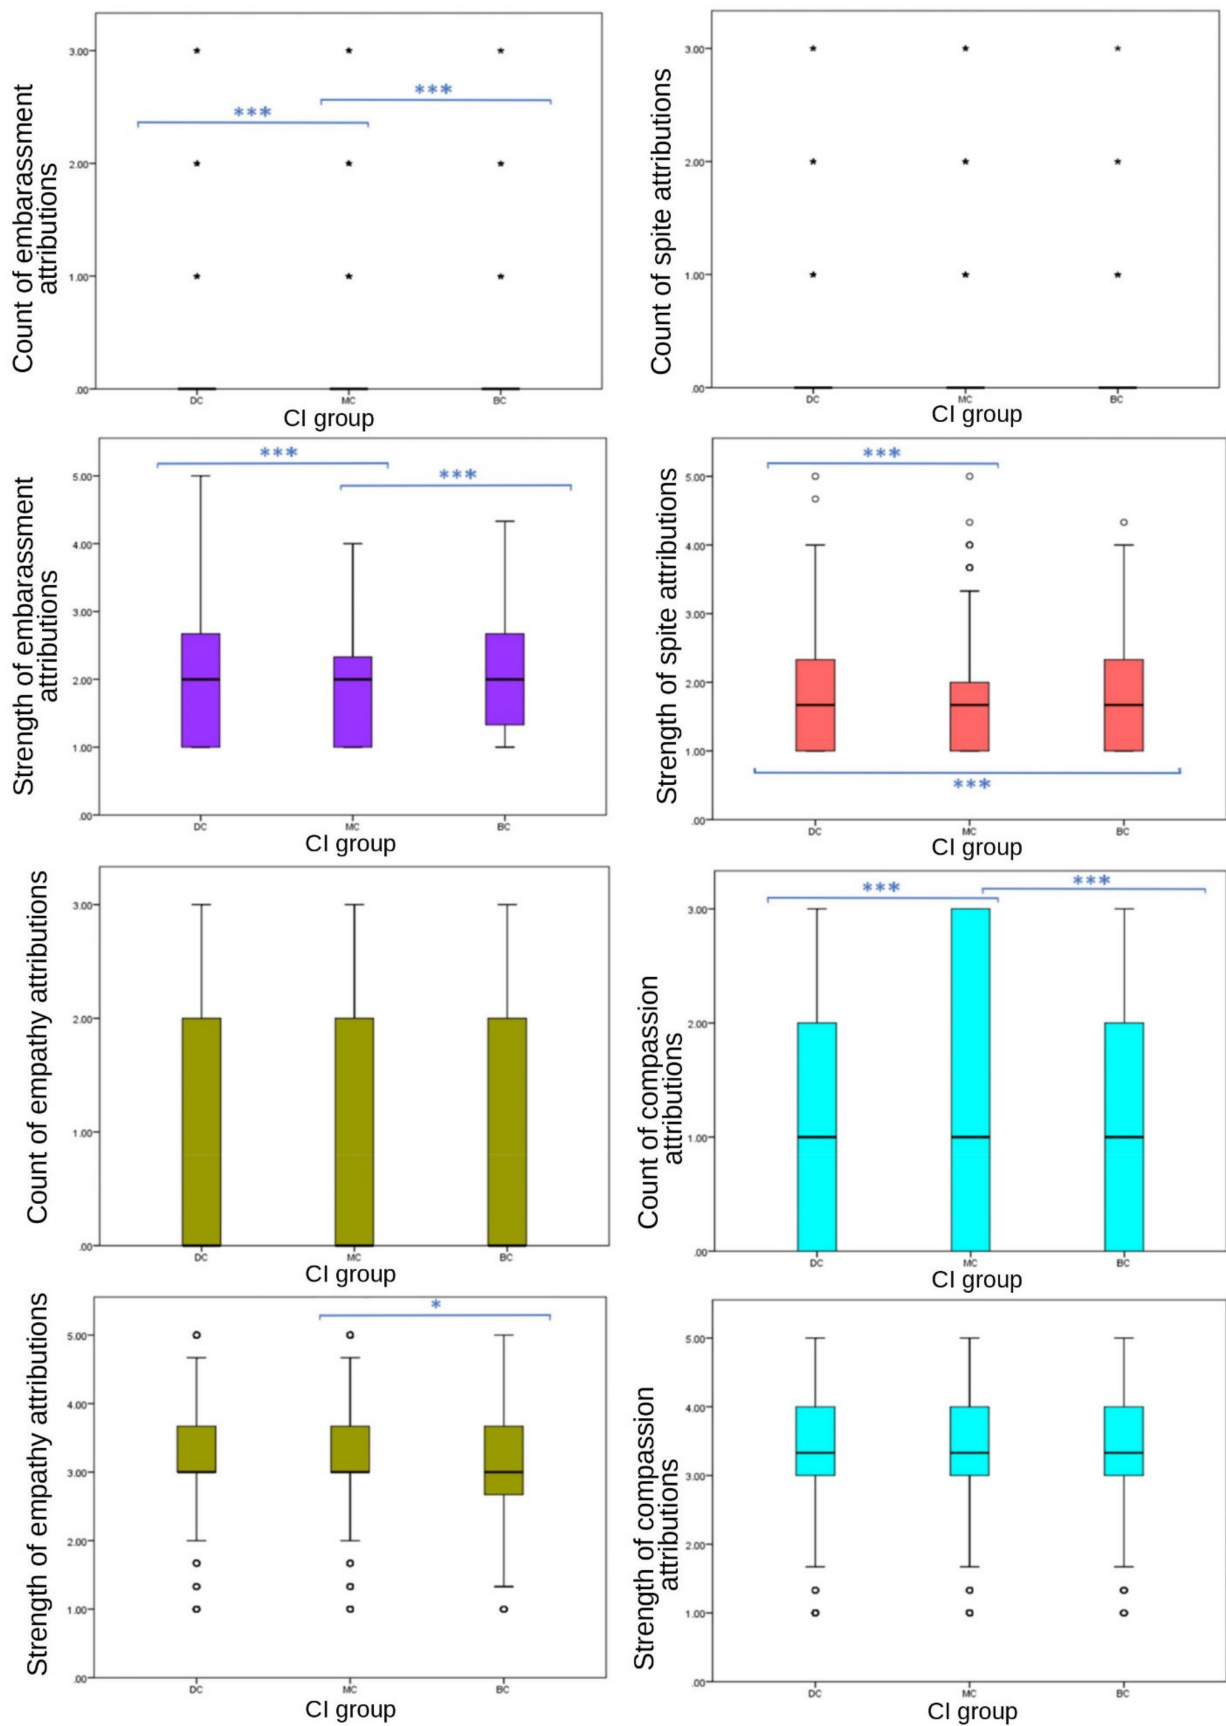 Count of embarassment
attributions
3.00
2.00
1.00
.00
***
***
DC
MC
BC
CI group
Count of spite attributions
3.00
2.00
1.00
.00
DC
MC
BC
CI group
Strength of embarassment
attributions
5.00
4.00
3.00
2.00
1.00
.00
***
***
DC
MC
BC
CI group
Strength of spite attributions
5.00
4.00
3.00
2.00
1.00
.00
***
***
DC
MC
BC
CI group
Count of empathy attributions
3.00
2.00
1.00
.00
DC
MC
BC
CI group
Count of compassion
attributions
3.00
2.00
1.00
.00
***
***
DC
MC
BC
CI group
Strength of empathy attributions
5.00
4.00
3.00
2.00
1.00
.00
*
DC
MC
BC
CI group
Strength of compassion
attributions
5.00
4.00
3.00
2.00
1.00
.00
DC
MC
BC
CI group